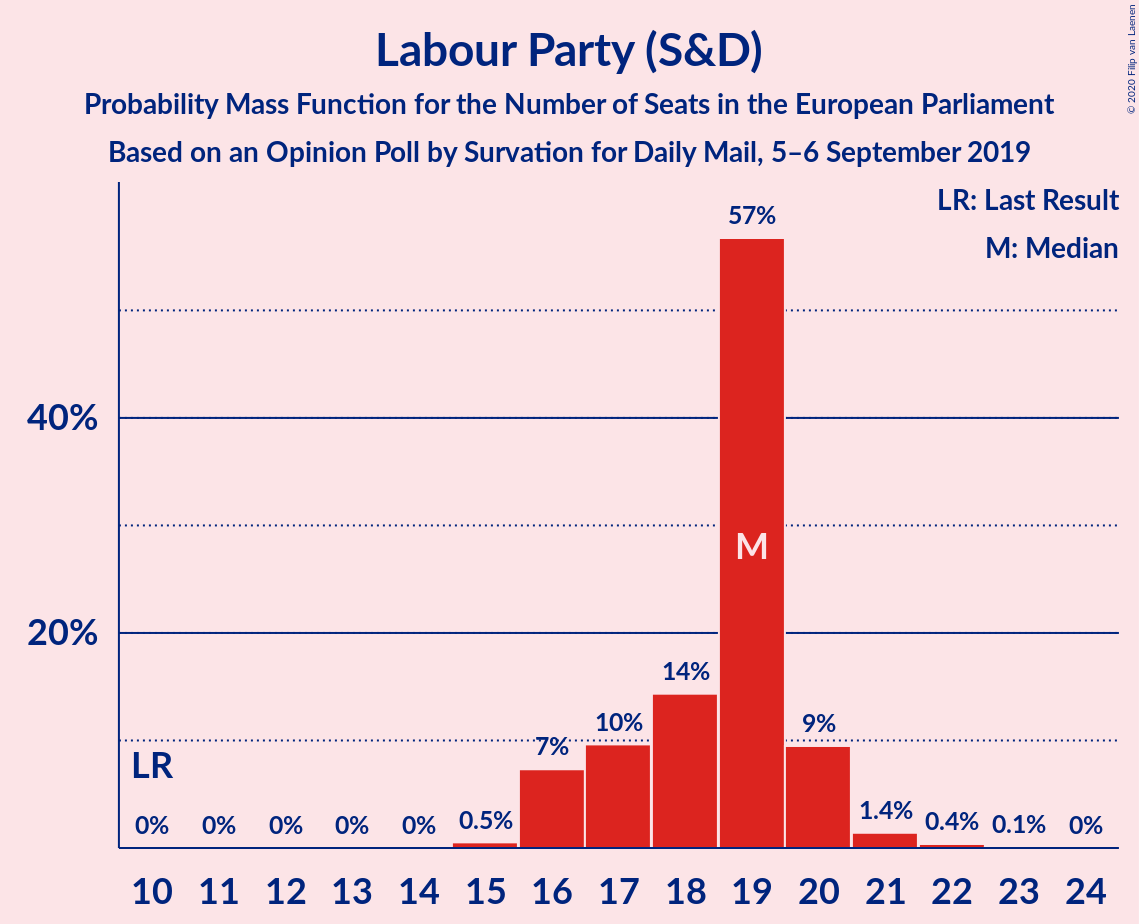 Labour Party (S&D)
Probability Mass Function for the Number of Seats in the European Parliament
Based on an Opinion Poll by Survation for Daily Mail, 5–6 September 2019
© 2020 Filip van Laenen
LR: Last Result
M: Median
57%
40%
M
20%
14%
10%
9%
7%
LR
0% 0% 0% 0% 0% 0.5% 1.4% 0.4% 0.1% 0%
10 11 12 13 14 15 16 17 18 19 20 21 22 23 24